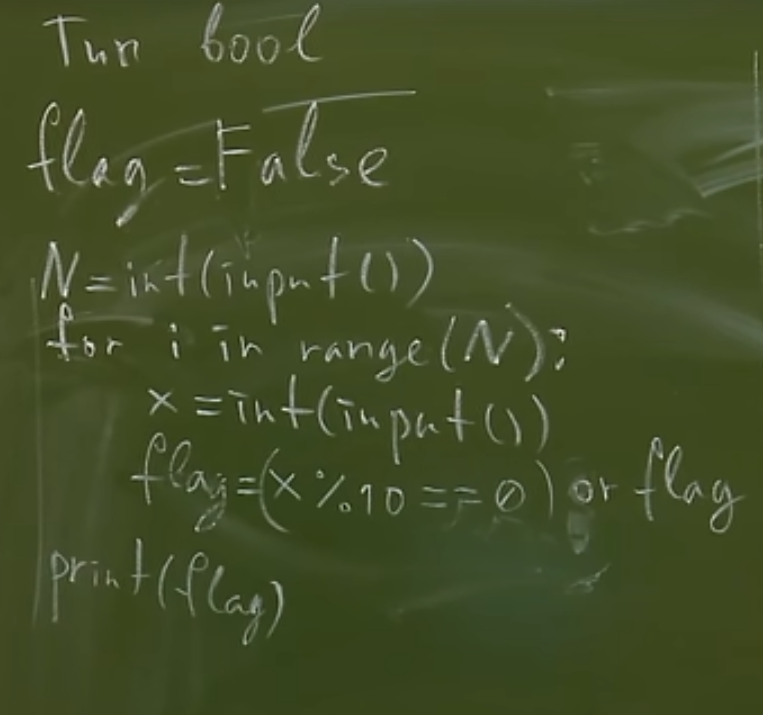 Тип bool
flag=False
N=int(input())
for i in range(N):
x=int(input())
flag=(x%10==0) or flag
print(flag)